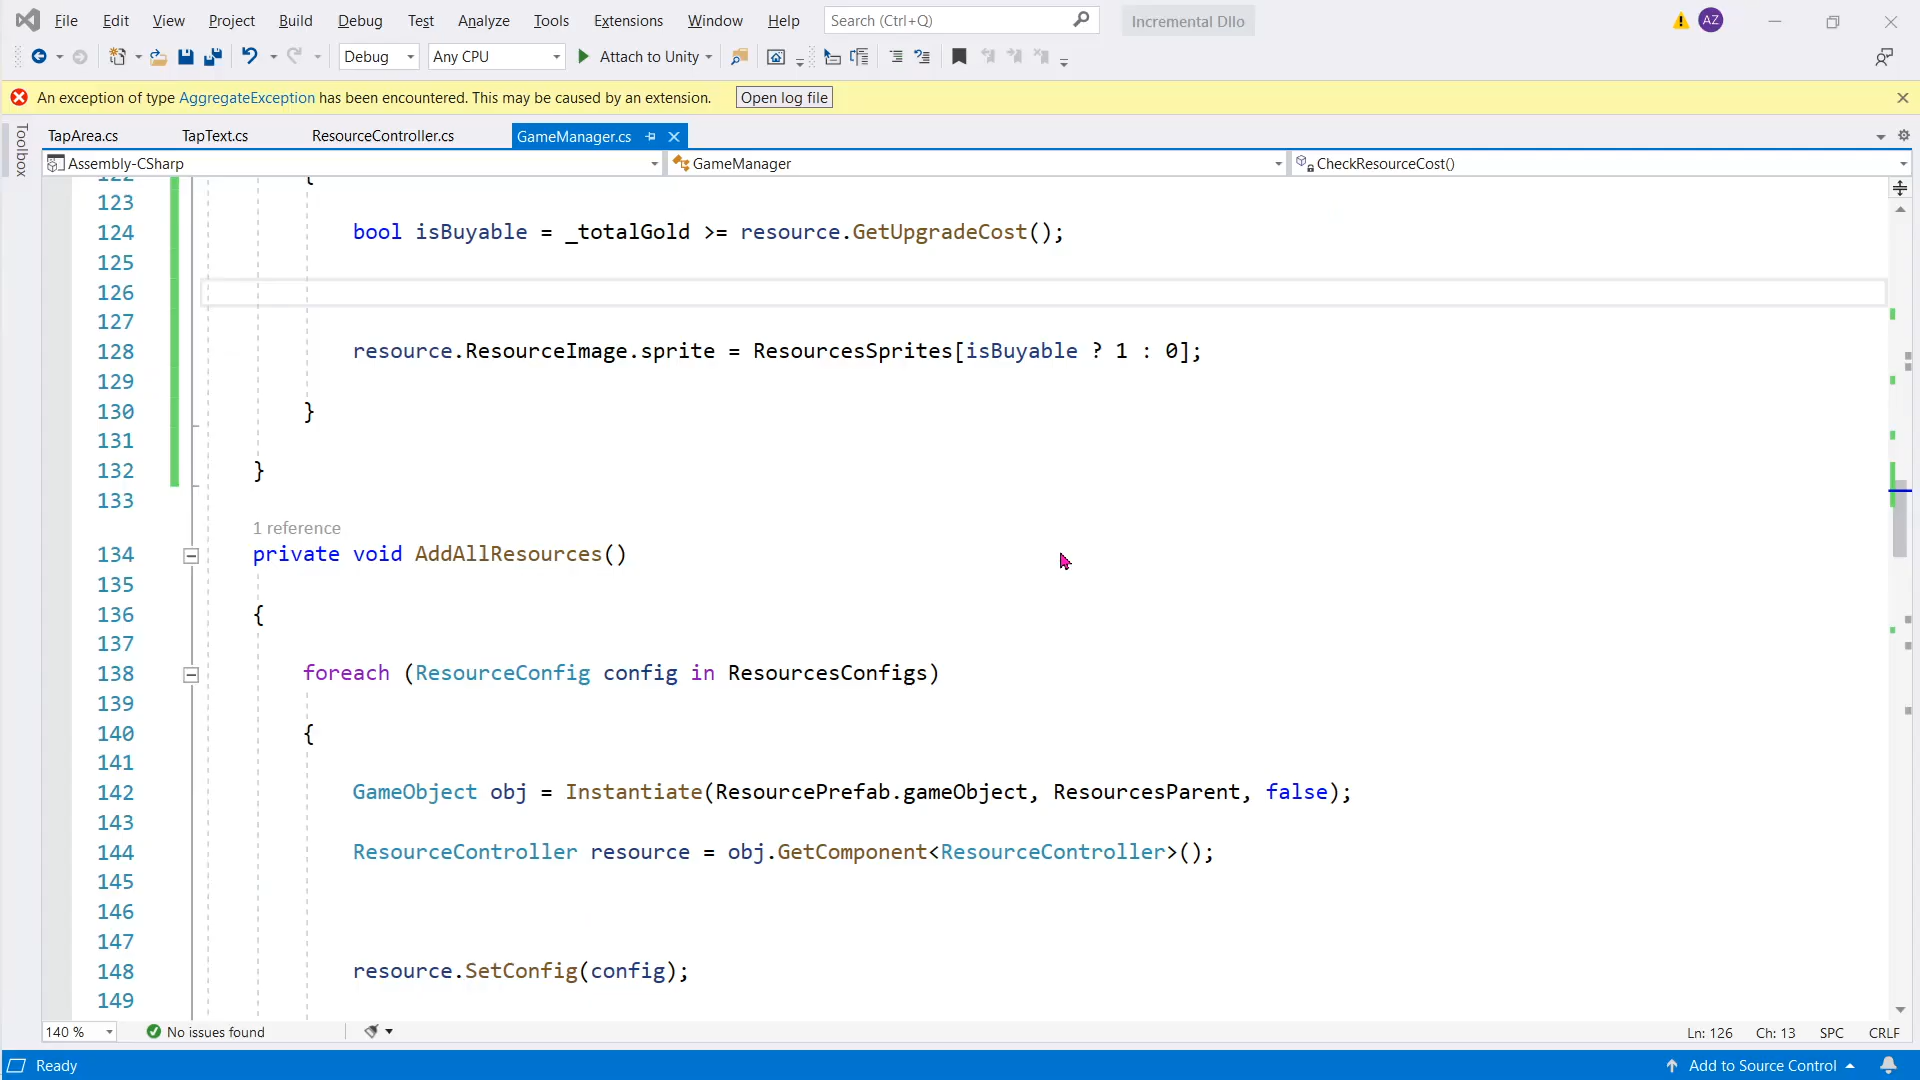 File Edit View Project Build Debug Test Analyze Tools Extensions Window Help Search (Ctrl+Q) Incremental Dllo AZ
Debug Any CPU Attach to Unity
An exception of type AggregateException has been encountered. This may be caused by an extension. Open log file
Toolbox
TapArea.cs TapText.cs ResourceController.cs GameManager.cs
Assembly-CSharp GameManager CheckResourceCost()
122 {
123
124 bool isBuyable = _totalGold >= resource.GetUpgradeCost();
125
126
127
128 resource.ResourceImage.sprite = ResourcesSprites[isBuyable ? 1 : 0];
129
130 }
131
132 }
133
1 reference
134 private void AddAllResources()
135
136 {
137
138 foreach (ResourceConfig config in ResourcesConfigs)
139
140 {
141
142 GameObject obj = Instantiate(ResourcePrefab.gameObject, ResourcesParent, false);
143
144 ResourceController resource = obj.GetComponent<ResourceController>();
145
146
147
148 resource.SetConfig(config);
149
140 % No issues found Ln: 126 Ch: 13 SPC CRLF
Ready Add to Source Control